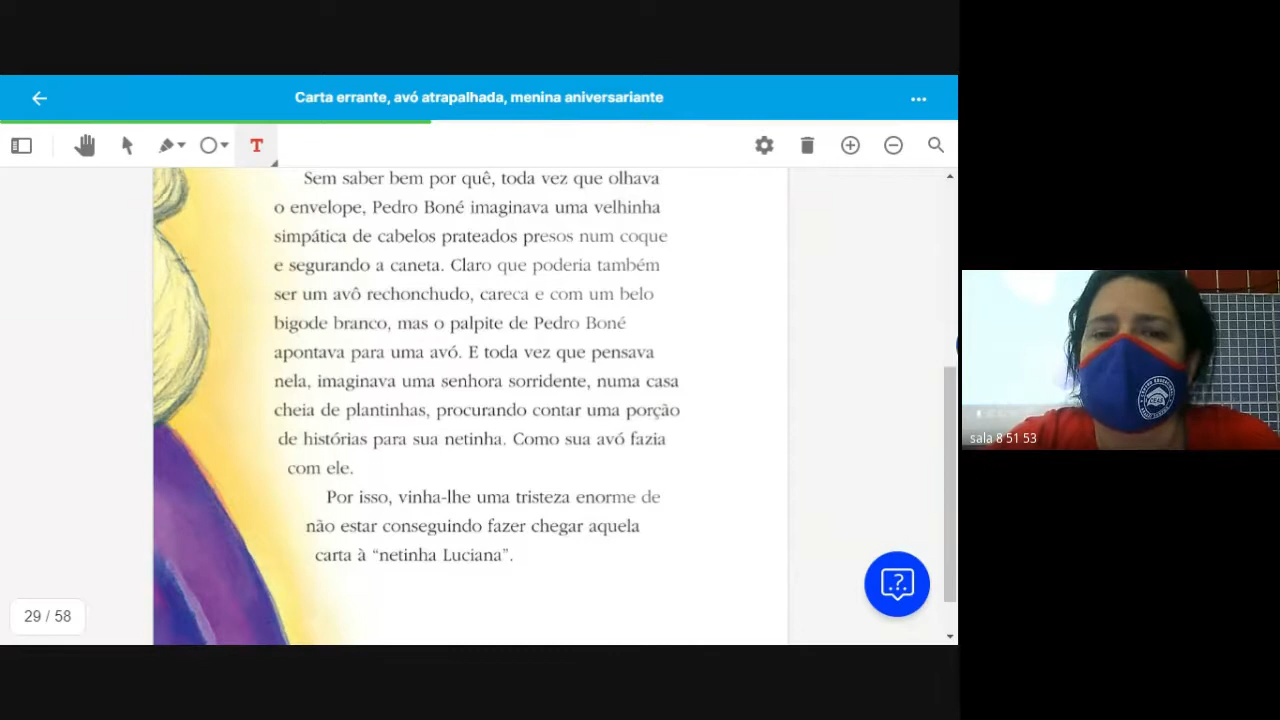 Carta errante, avó atrapalhada, menina aniversariante
T
Sem saber bem por quê, toda vez que olhava
o envelope, Pedro Boné imaginava uma velhinha
simpática de cabelos prateados presos num coque
e segurando a caneta. Claro que poderia também
ser um avô rechonchudo, careca e com um belo
bigode branco, mas o palpite de Pedro Boné
apontava para uma avó. E toda vez que pensava
nela, imaginava uma senhora sorridente, numa casa
cheia de plantinhas, procurando contar uma porção
de histórias para sua netinha. Como sua avó fazia
com ele.
Por isso, vinha-lhe uma tristeza enorme de
não estar conseguindo fazer chegar aquela
carta à “netinha Luciana”.
29 / 58
sala 8 51 53